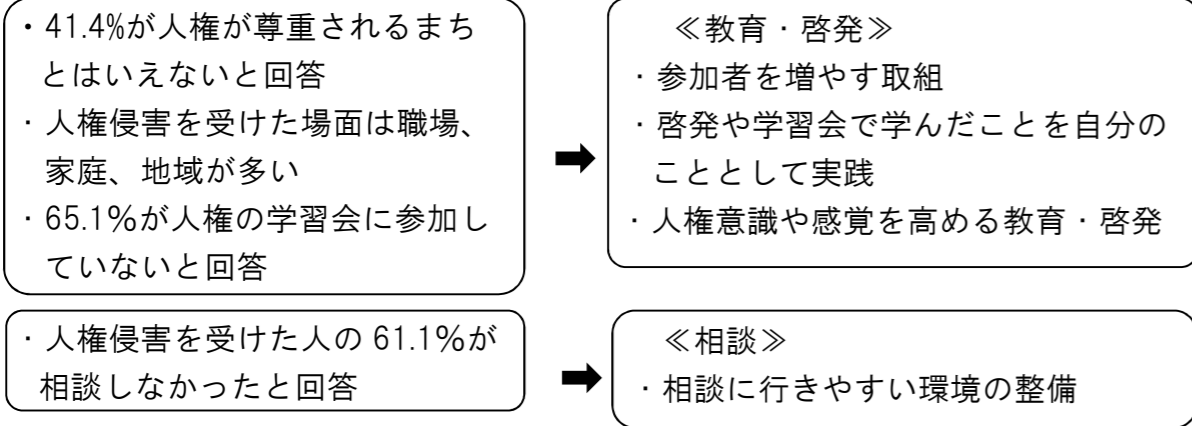 ・41.4%が人権が尊重されるまち
とはいえないと回答
・人権侵害を受けた場面は職場、
家庭、地域が多い
・65.1%が人権の学習会に参加し
ていないと回答
≪教育・啓発≫
・参加者を増やす取組
・啓発や学習会で学んだことを自分の
こととして実践
・人権意識や感覚を高める教育・啓発
・人権侵害を受けた人の 61.1%が
相談しなかったと回答
≪相談≫
・相談に行きやすい環境の整備